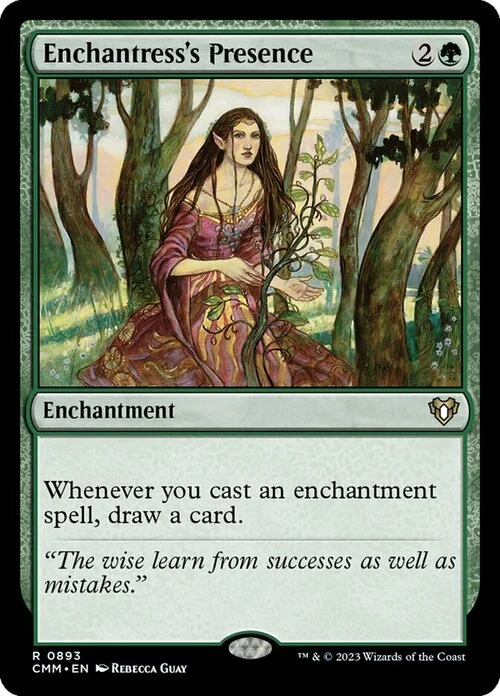 Enchantress's Presence 2
Enchantment
Whenever you cast an enchantment
spell, draw a card.
“The wise learn from successes as well as
mistakes.”
R 0893
CMM • EN Rebecca Guay
™ & © 2023 Wizards of the Coast